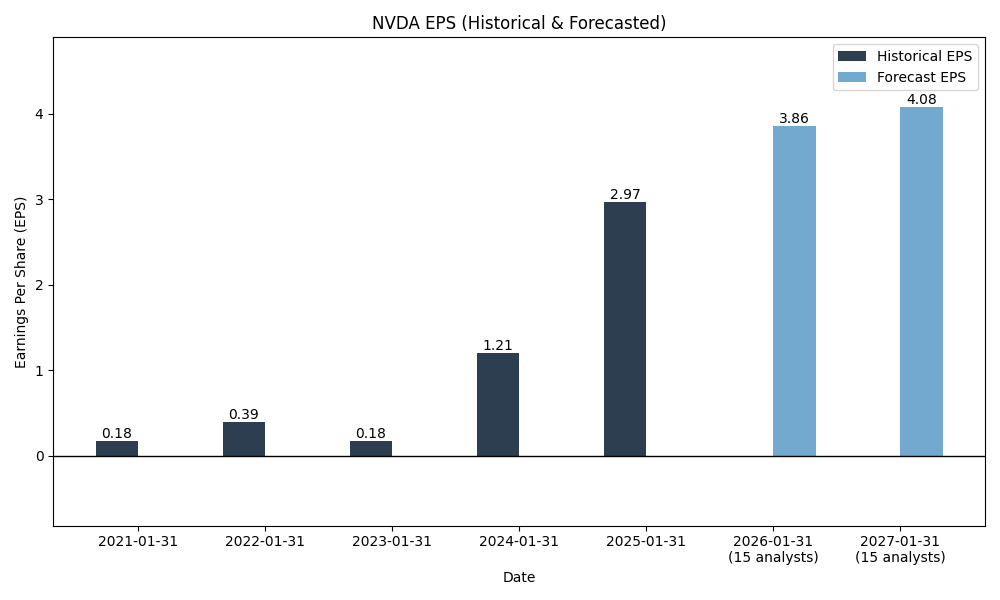 NVDA EPS (Historical & Forecasted)
Historical EPS
Forecast EPS
Earnings Per Share (EPS)
4
3
2
1
0
0.18
0.39
0.18
1.21
2.97
3.86
4.08
2021-01-31
2022-01-31
2023-01-31
2024-01-31
2025-01-31
2026-01-31
(15 analysts)
2027-01-31
(15 analysts)
Date